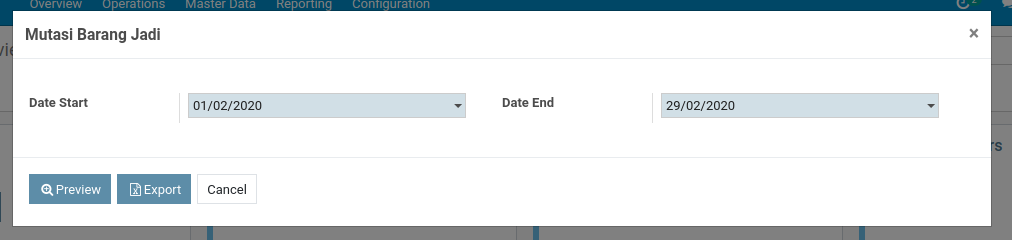 Overview Operations Master Data Reporting Configuration
Mutasi Barang Jadi ×
Date Start 01/02/2020 Date End 29/02/2020
Preview Export Cancel